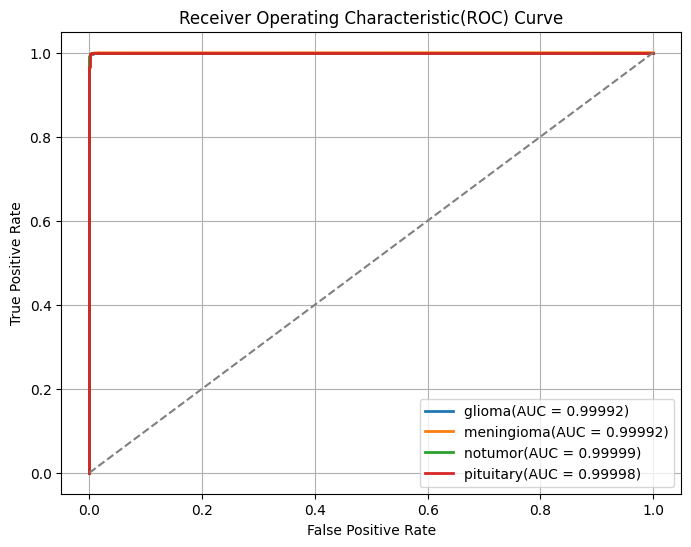 Receiver Operating Characteristic(ROC) Curve
True Positive Rate
1.0
0.8
0.6
0.4
0.2
0.0
glioma(AUC = 0.99992)
meningioma(AUC = 0.99992)
notumor(AUC = 0.99999)
pituitary(AUC = 0.99998)
0.0 0.2 0.4 0.6 0.8 1.0
False Positive Rate